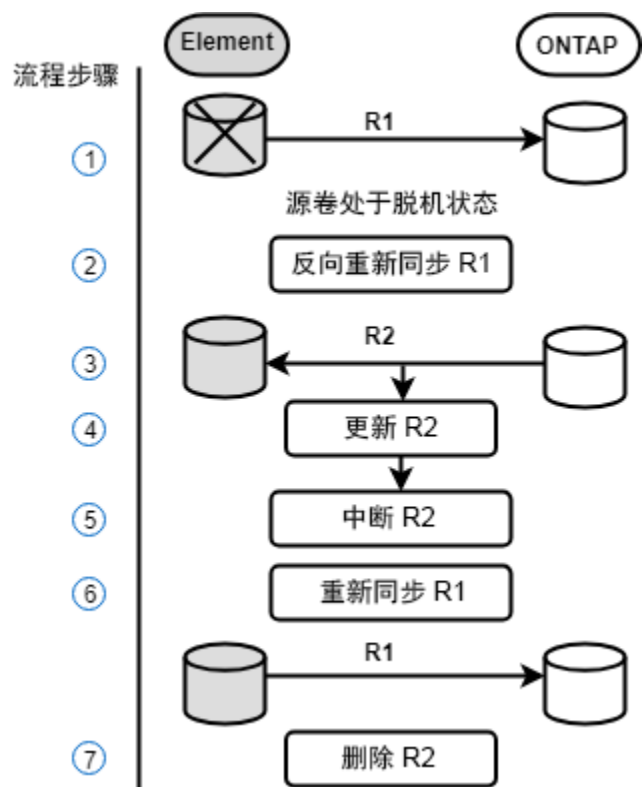 Element
ONTAP
流程步骤
R1
1
源卷处于脱机状态
2
反向重新同步 R1
R2
3
4
更新 R2
5
中断 R2
6
重新同步 R1
R1
7
删除 R2